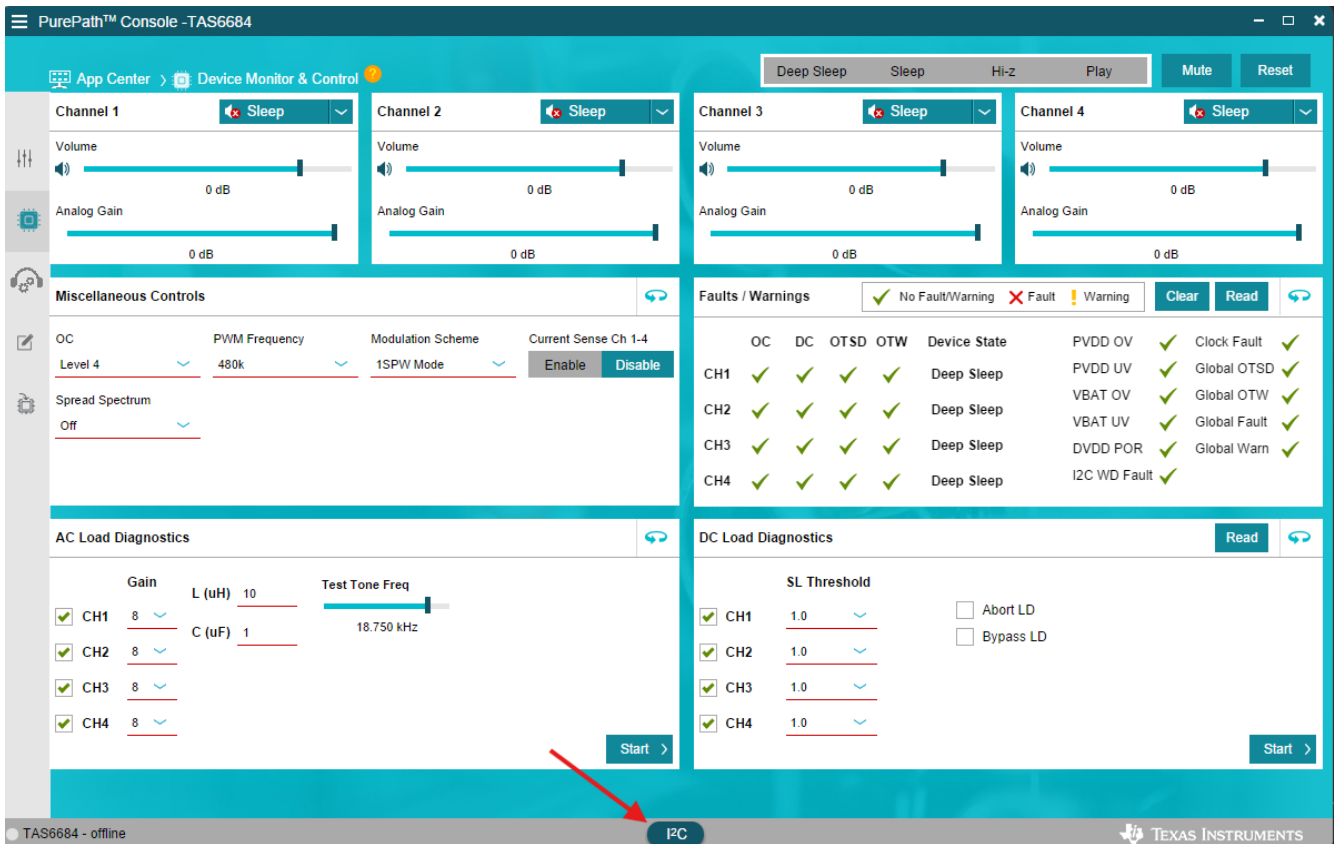 PurePath™ Console -TAS6684
App Center > Device Monitor & Control ?
Deep Sleep Sleep Hi-z Play Mute Reset
Channel 1 Sleep
Volume
0 dB
Analog Gain
0 dB
Channel 2 Sleep
Volume
0 dB
Analog Gain
0 dB
Channel 3 Sleep
Volume
0 dB
Analog Gain
0 dB
Channel 4 Sleep
Volume
0 dB
Analog Gain
0 dB
Miscellaneous Controls
OC PWM Frequency Modulation Scheme Current Sense Ch 1-4
Level 4 480k 1SPW Mode Enable Disable
Spread Spectrum
Off
Faults / Warnings No Fault/Warning Fault Warning Clear Read
OC DC OTSD OTW Device State
CH1 Deep Sleep
CH2 Deep Sleep
CH3 Deep Sleep
CH4 Deep Sleep
PVDD OV Clock Fault
PVDD UV Global OTSD
VBAT OV Global OTW
VBAT UV Global Fault
DVDD POR Global Warn
I2C WD Fault
AC Load Diagnostics
Gain
CH1 8
CH2 8
CH3 8
CH4 8
L (uH) 10
C (uF) 1
Test Tone Freq
18.750 kHz
Start >
DC Load Diagnostics Read
SL Threshold
CH1 1.0
CH2 1.0
CH3 1.0
CH4 1.0
Abort LD
Bypass LD
Start >
TAS6684 - offline I²C TEXAS INSTRUMENTS